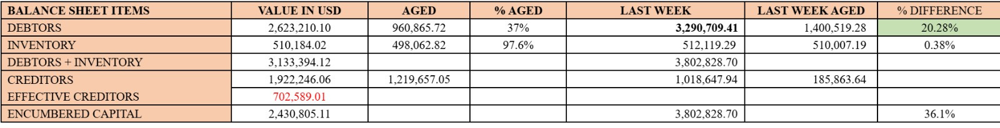 BALANCE SHEET ITEMS VALUE IN USD AGED % AGED LAST WEEK LAST WEEK AGED % DIFFERENCE
DEBTORS 2,623,210.10 960,865.72 37% 3,290,709.41 1,400,519.28 20.28%
INVENTORY 510,184.02 498,062.82 97.6% 512,119.29 510,007.19 0.38%
DEBTORS + INVENTORY 3,133,394.12 3,802,828.70
CREDITORS 1,922,246.06 1,219,657.05 1,018,647.94 185,863.64
EFFECTIVE CREDITORS 702,589.01
ENCUMBERED CAPITAL 2,430,805.11 3,802,828.70 36.1%